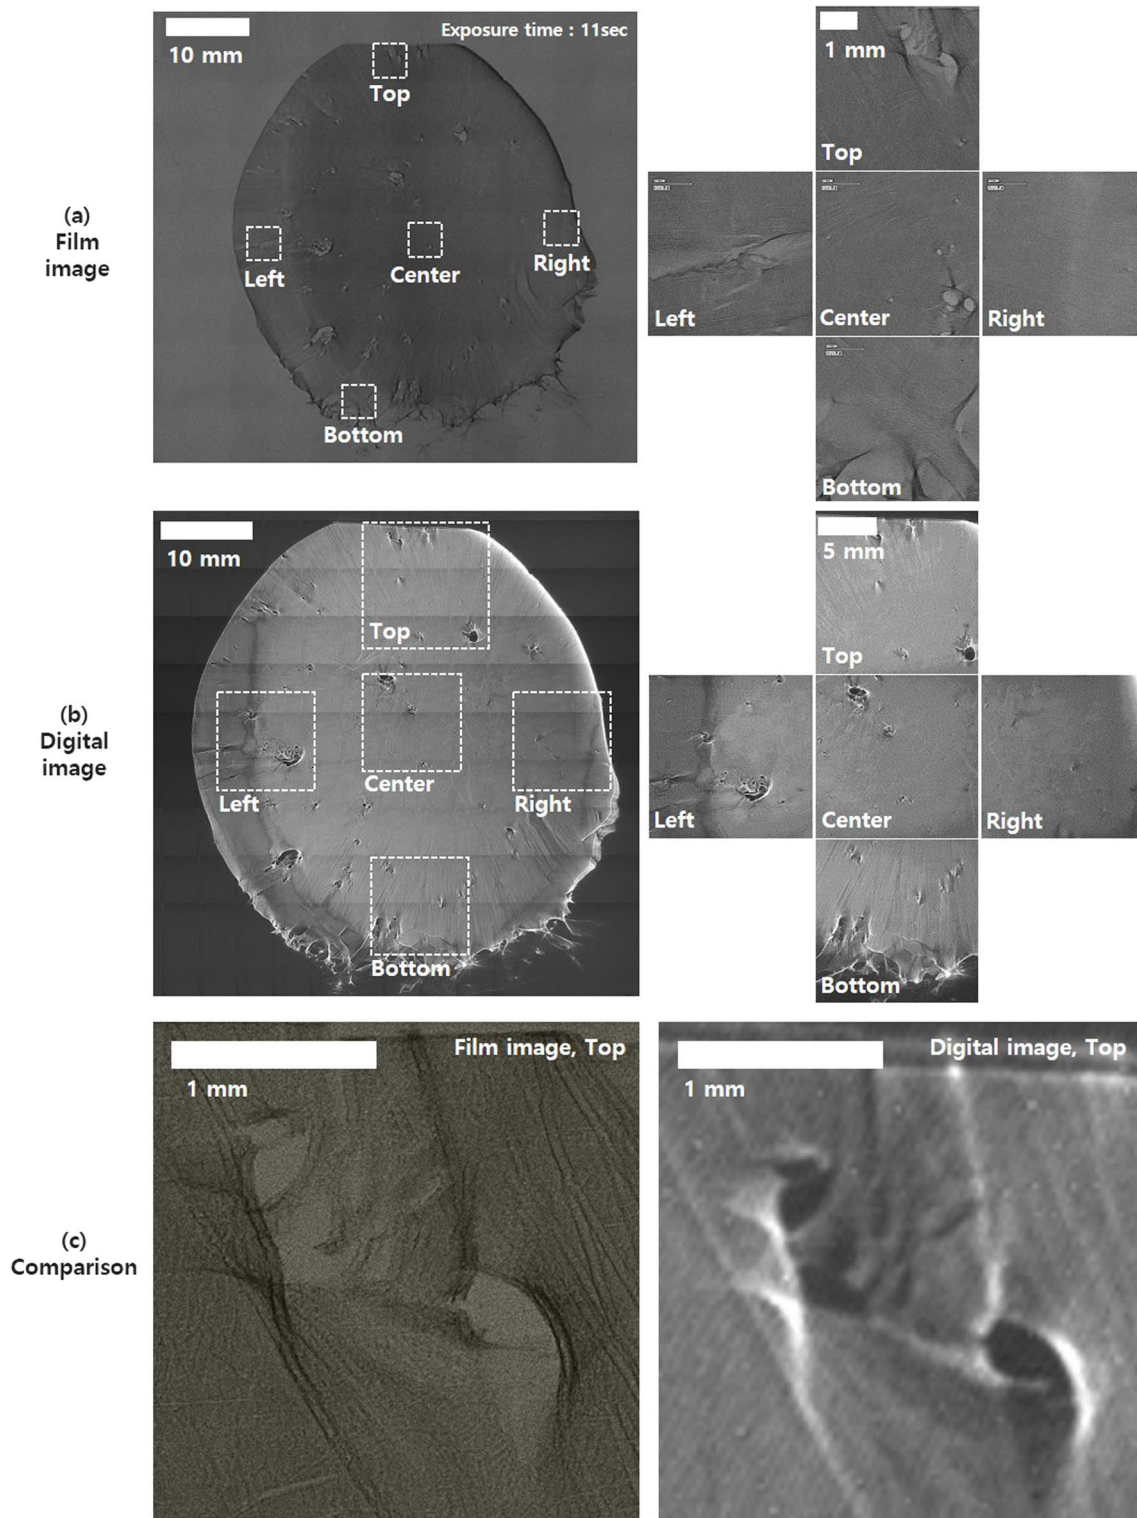 (a)
Film
image
10 mm
Exposure time : 11sec
Top
Left
Center
Right
Bottom
1 mm
Top
Left
Center
Right
Bottom
(b)
Digital
image
10 mm
Top
Left
Center
Right
Bottom
5 mm
Top
Left
Center
Right
Bottom
(c)
Comparison
Film image, Top
1 mm
Digital image, Top
1 mm